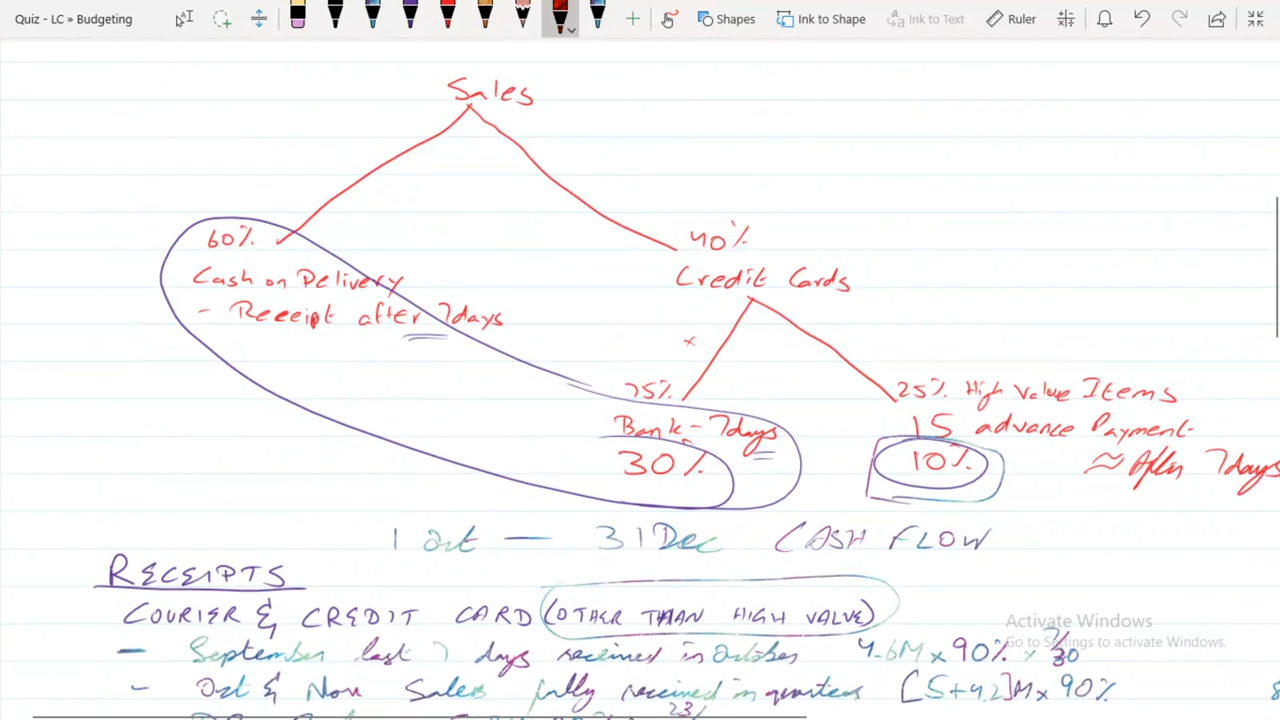 Quiz - LC » Budgeting
Shapes Ink to Shape Ink to Text Ruler
Sales
60% 40%
Cash on Delivery Credit Cards
- Receipt after 7days
75% 25% High Value Items
Bank - 7days 15 advance Payment
30% 10% ≈ After 7days
1 Oct — 31 Dec CASH FLOW
RECEIPTS
COURIER & CREDIT CARD (OTHER THAN HIGH VALUE)
Activate Windows
Go to Settings to activate Windows.
- September last 7 days received in October 4.6M x 90% x 7/30
- Oct & Nov Sales fully received in quarter [5+4.2]M x 90%